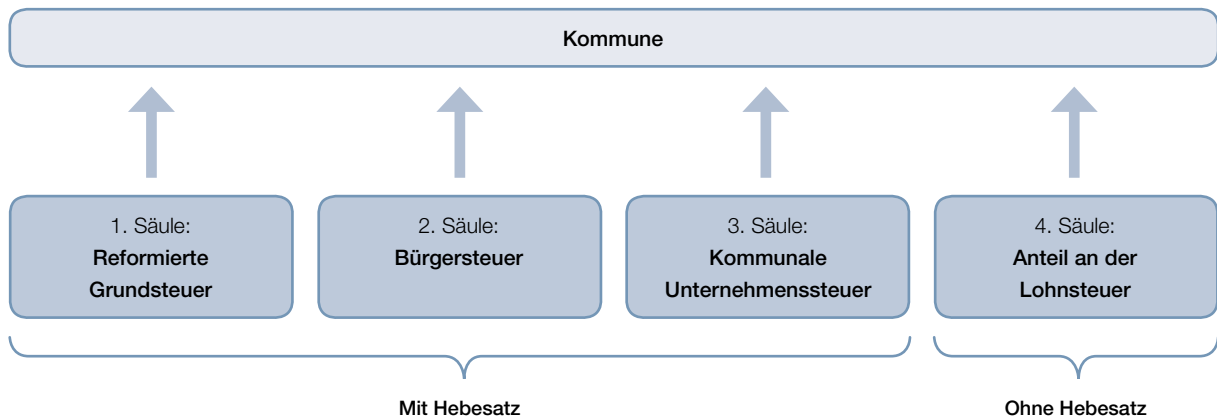 Kommune
1. Säule:
Reformierte
Grundsteuer
2. Säule:
Bürgersteuer
3. Säule:
Kommunale
Unternehmenssteuer
4. Säule:
Anteil an der
Lohnsteuer
Mit Hebesatz
Ohne Hebesatz